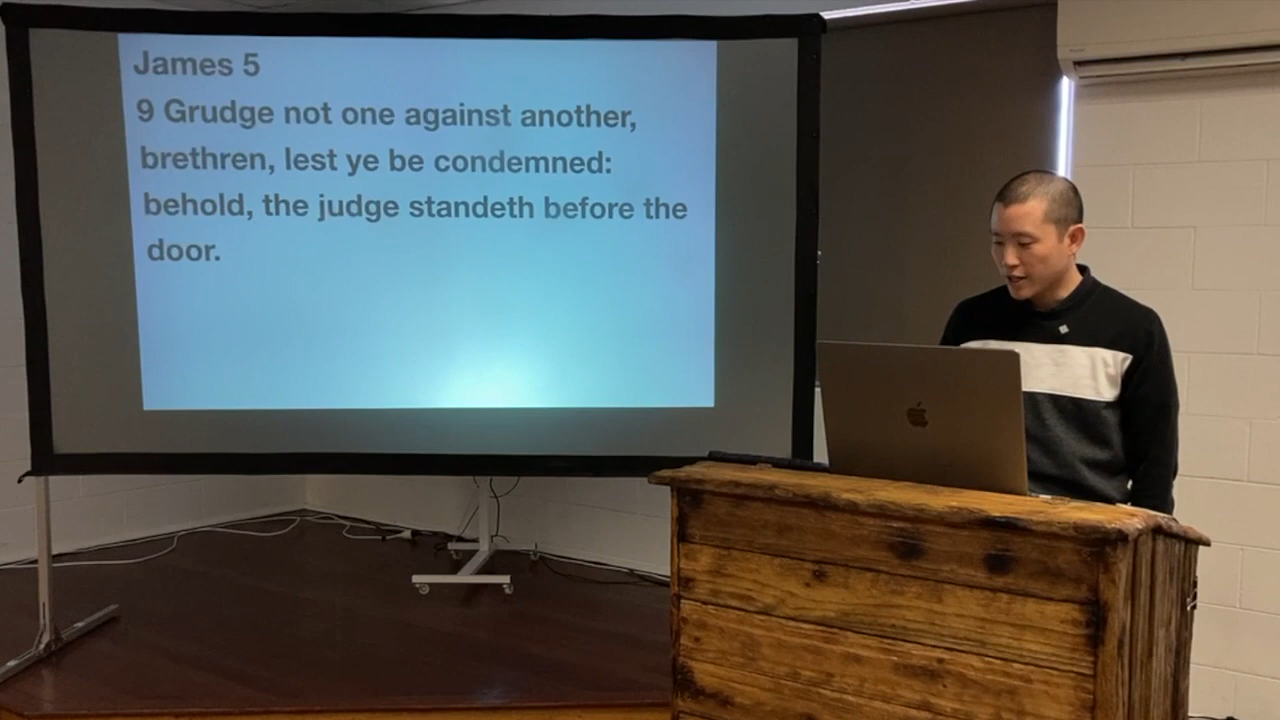 James 5
9 Grudge not one against another,
brethren, lest ye be condemned:
behold, the judge standeth before the
door.